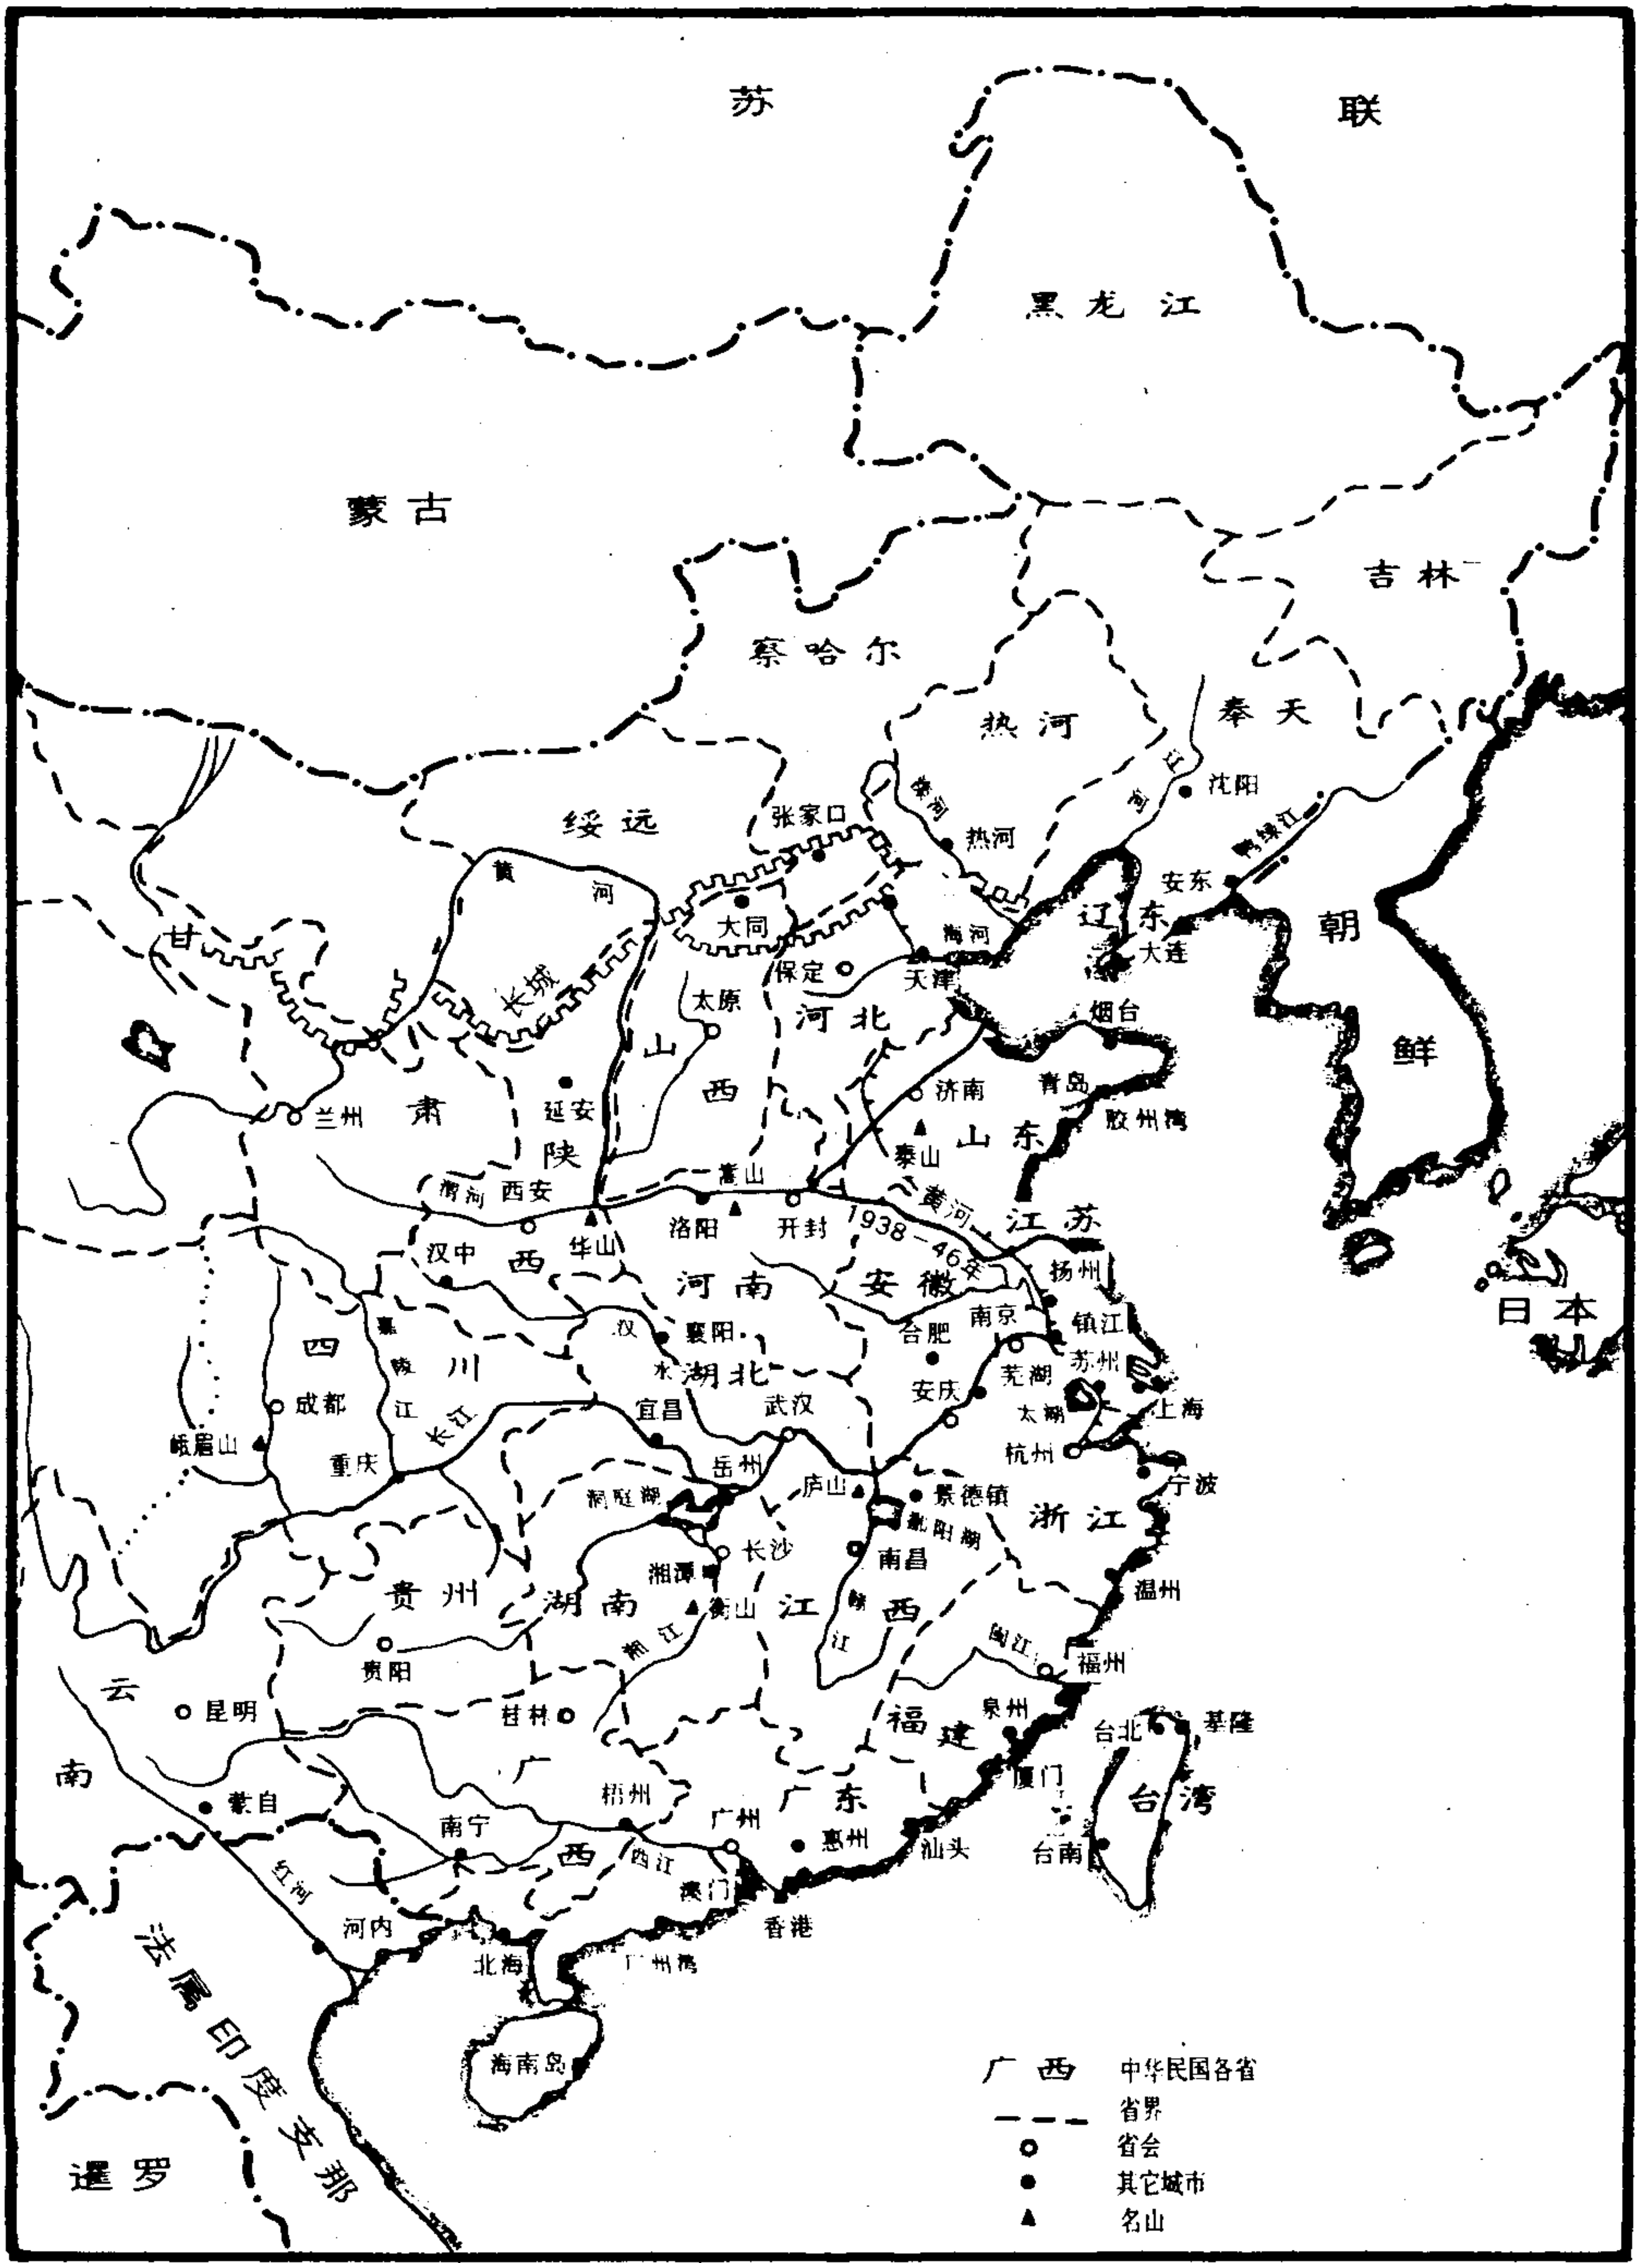 苏 联
黑龙江
蒙古
吉林
察哈尔
热河
奉天
沈阳
绥远
张家口
热河
鸭绿江
安东
黄河
大同
海河
辽东
大连
朝鲜
甘肃
长城
保定
天津
太原
河北
烟台
山西
济南
青岛
胶州湾
兰州
延安
陕西
山东
泰山
嵩山
渭河
西安
黄河
1938-46年
江苏
洛阳
开封
华山
汉中
河南
安徽
扬州
日本
南京
镇江
合肥
襄阳
汉水
嘉陵江
四川
湖北
芜湖
苏州
安庆
成都
长江
宜昌
武汉
太湖
上海
杭州
峨眉山
重庆
岳州
庐山
景德镇
宁波
洞庭湖
鄱阳湖
浙江
长沙
南昌
湘潭
温州
贵州
湖南
衡山
江西
赣江
湘江
闽江
福州
贵阳
云南
昆明
桂林
福建
泉州
台北
基隆
厦门
台湾
广西
梧州
广东
蒙自
南宁
广州
惠州
汕头
台南
西江
红河
澳门
河内
香港
北海
广州湾
法属印度支那
海南岛
暹罗
广西 中华民国各省
省界
省会
其它城市
名山